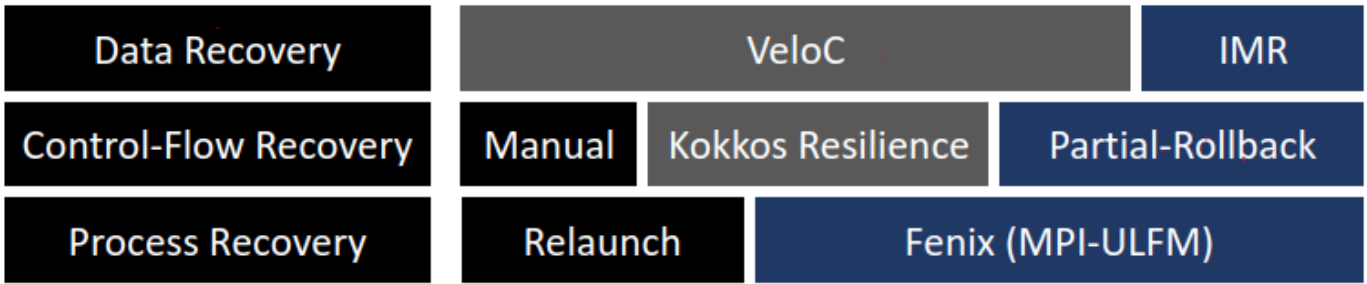 Data Recovery
VeloC
IMR
Control-Flow Recovery
Manual
Kokkos Resilience
Partial-Rollback
Process Recovery
Relaunch
Fenix (MPI-ULFM)